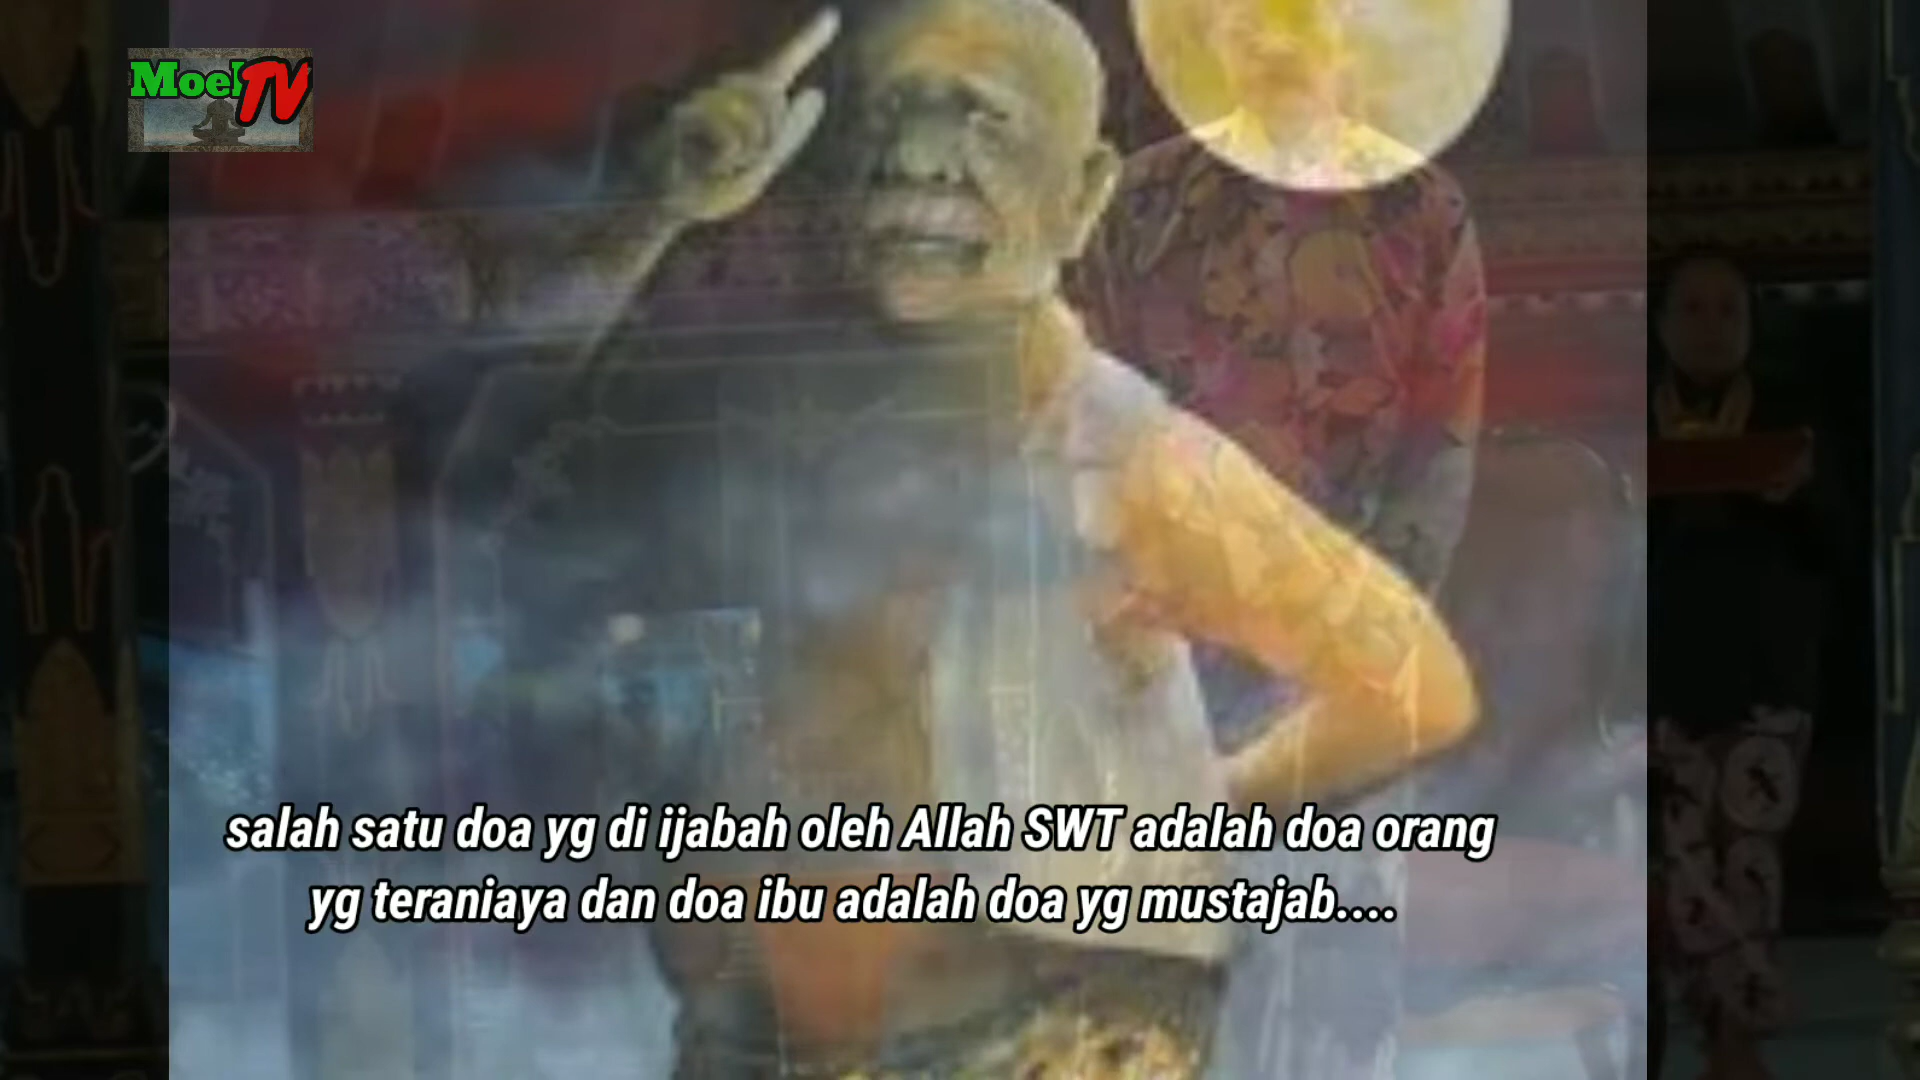 MoelTV
salah satu doa yg di ijabah oleh Allah SWT adalah doa orang
yg teraniaya dan doa ibu adalah doa yg mustajab....